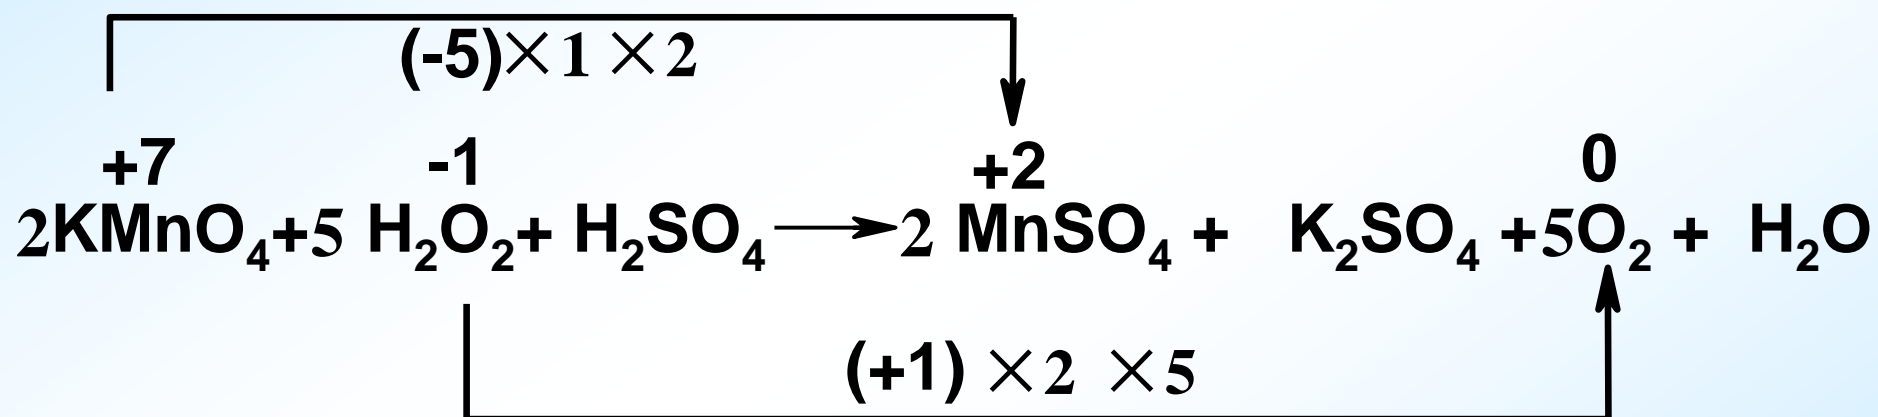 (-5)×1 ×2
+7 -1 +2 0
2KMnO₄+5 H₂O₂+ H₂SO₄→2 MnSO₄ + K₂SO₄ +5O₂ + H₂O
(+1) ×2 ×5